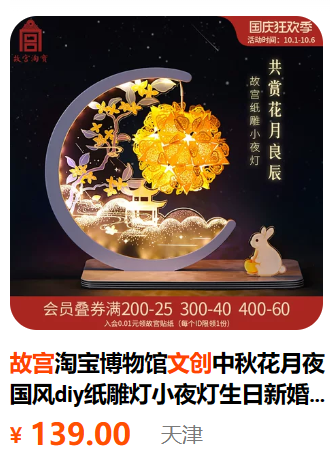 故宫淘宝
国庆狂欢季
活动时间：10.1-10.6
共赏花月良辰
故宫纸雕小夜灯
会员叠券满200-25 300-40 400-60
入会0.01元领故宫贴纸（每个ID限领1份）
故宫淘宝博物馆文创中秋花月夜
国风diy纸雕灯小夜灯生日新婚...
¥ 139.00 天津